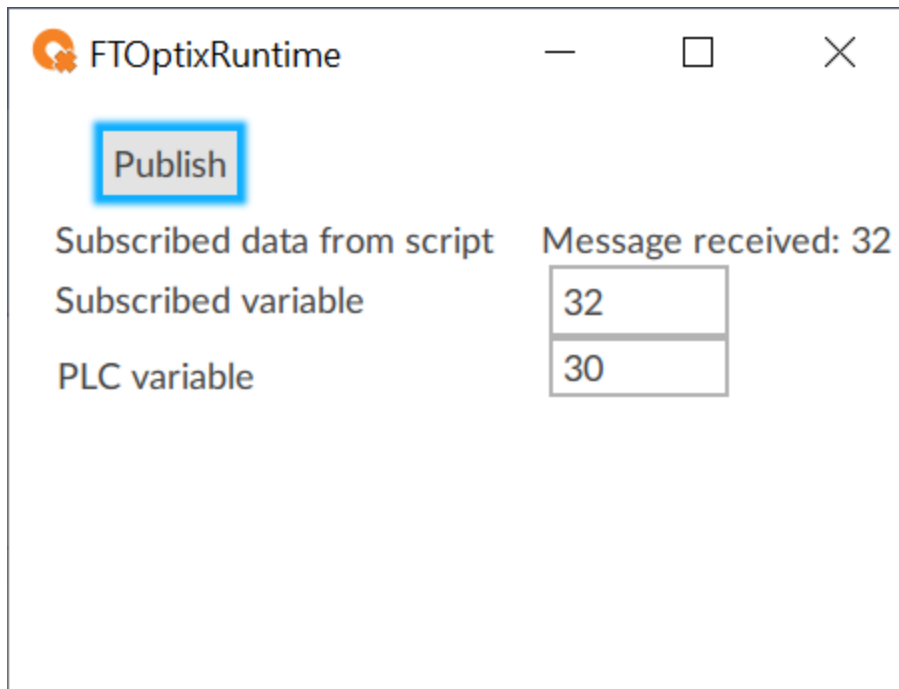 FTOptixRuntime
Publish
Subscribed data from script Message received: 32
Subscribed variable 32
PLC variable 30